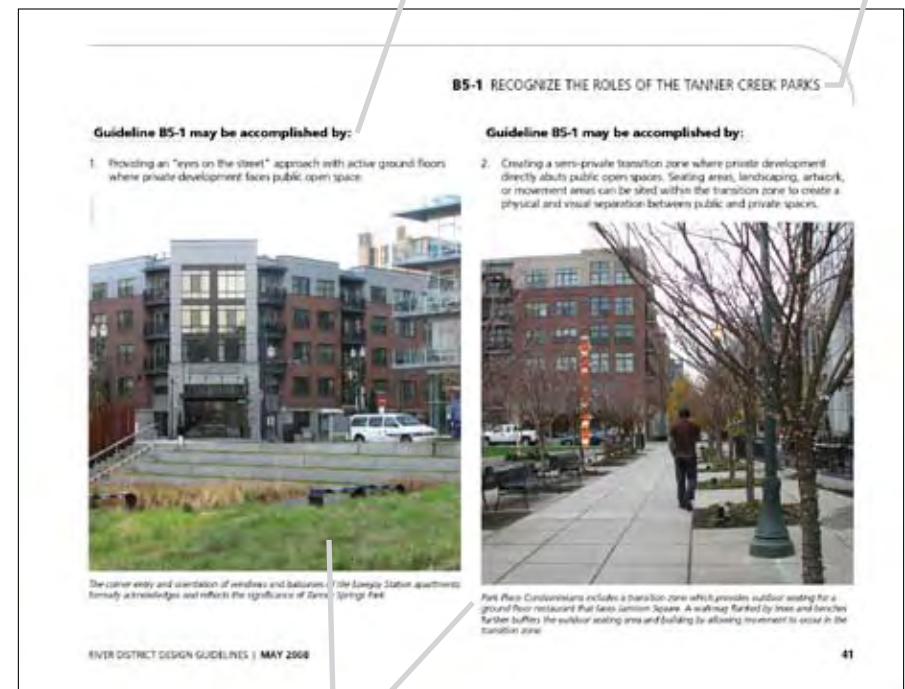 B5-1 RECOGNIZE THE ROLES OF THE TANNER CREEK PARKS
Guideline B5-1 may be accomplished by:
1. Providing an "eyes on the street" approach with active ground floors
where private development faces public open space.
Guideline B5-1 may be accomplished by:
2. Creating a semi-private transition zone where private development
directly abuts public open spaces. Seating areas, landscaping, artwork,
or movement areas can be sited within the transition zone to create a
physical and visual separation between public and private spaces.
The corner entry and orientation of windows and balconies of the Lovejoy Station apartments
formally acknowledges and reflects the significance of Tanner Springs Park.
Park Place Condominiums includes a transition zone which provides outdoor seating for a
ground floor restaurant that faces Jamison Square. A walkway flanked by trees and benches
further buffers the outdoor seating area and building by allowing movement to occur in the
transition zone.
RIVER DISTRICT DESIGN GUIDELINES | MAY 2008
41